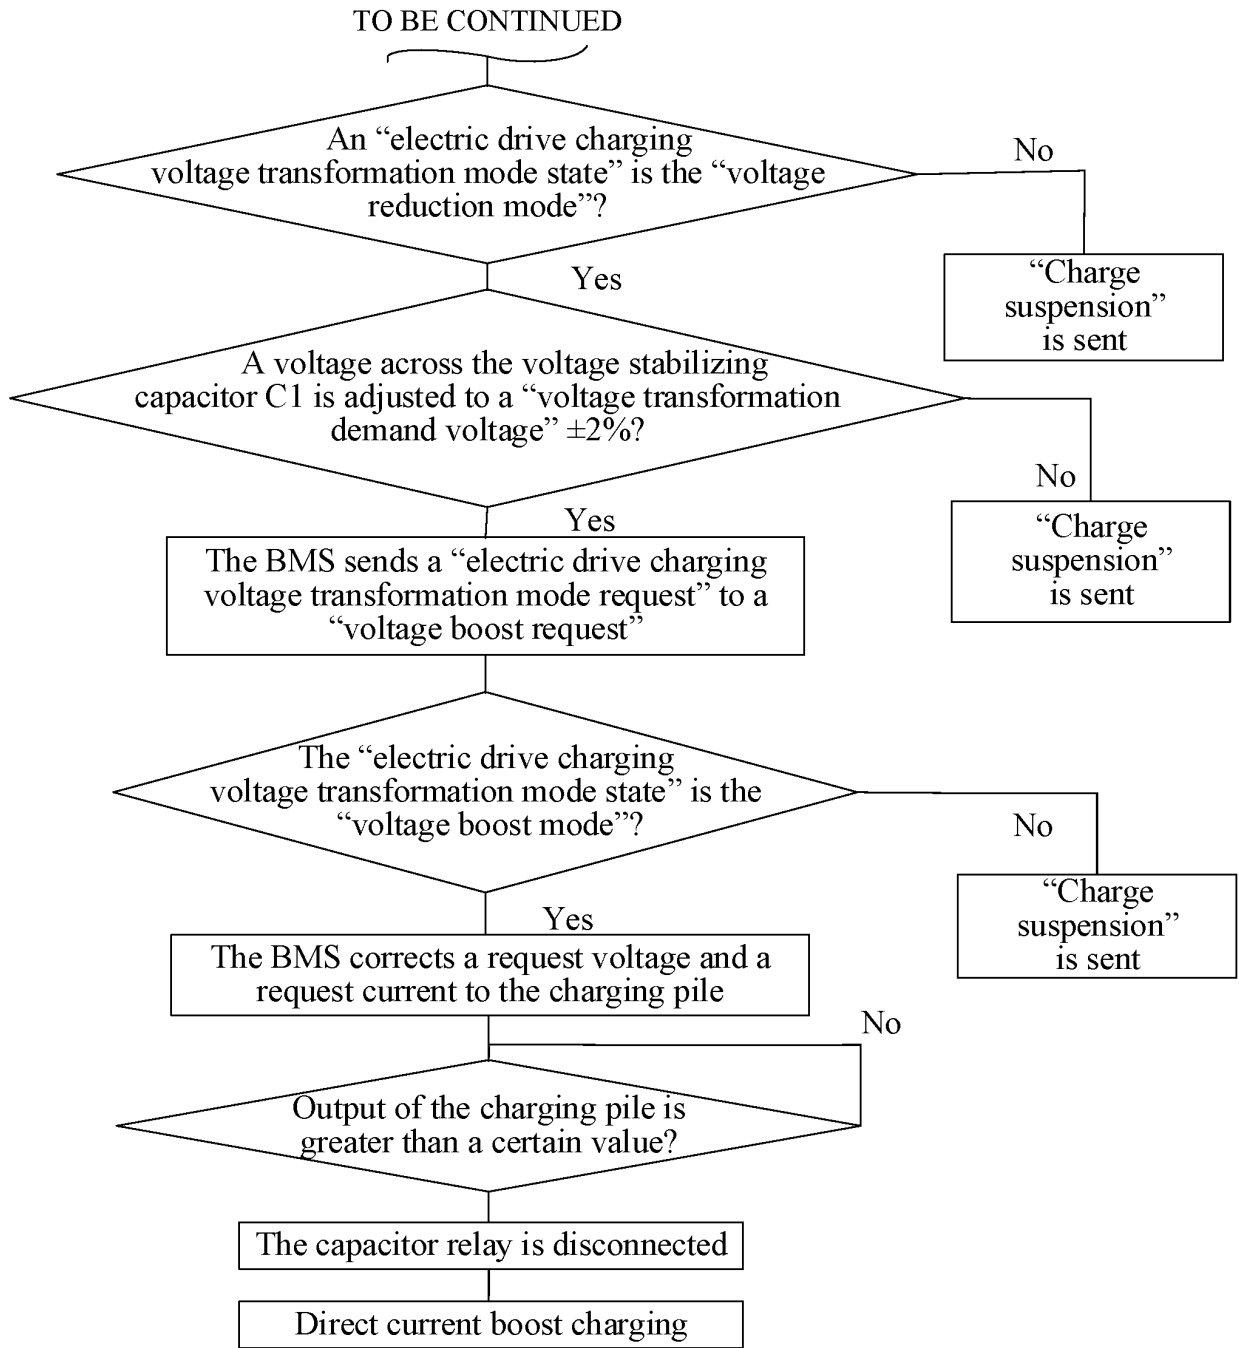 TO BE CONTINUED
An “electric drive charging
voltage transformation mode state” is the “voltage
reduction mode”?
No
“Charge
suspension”
is sent
Yes
A voltage across the voltage stabilizing
capacitor C1 is adjusted to a “voltage transformation
demand voltage” ±2%?
No
“Charge
suspension”
is sent
Yes
The BMS sends a “electric drive charging
voltage transformation mode request” to a
“voltage boost request”
The “electric drive charging
voltage transformation mode state” is the
“voltage boost mode”?
No
“Charge
suspension”
is sent
Yes
The BMS corrects a request voltage and a
request current to the charging pile
No
Output of the charging pile is
greater than a certain value?
The capacitor relay is disconnected
Direct current boost charging